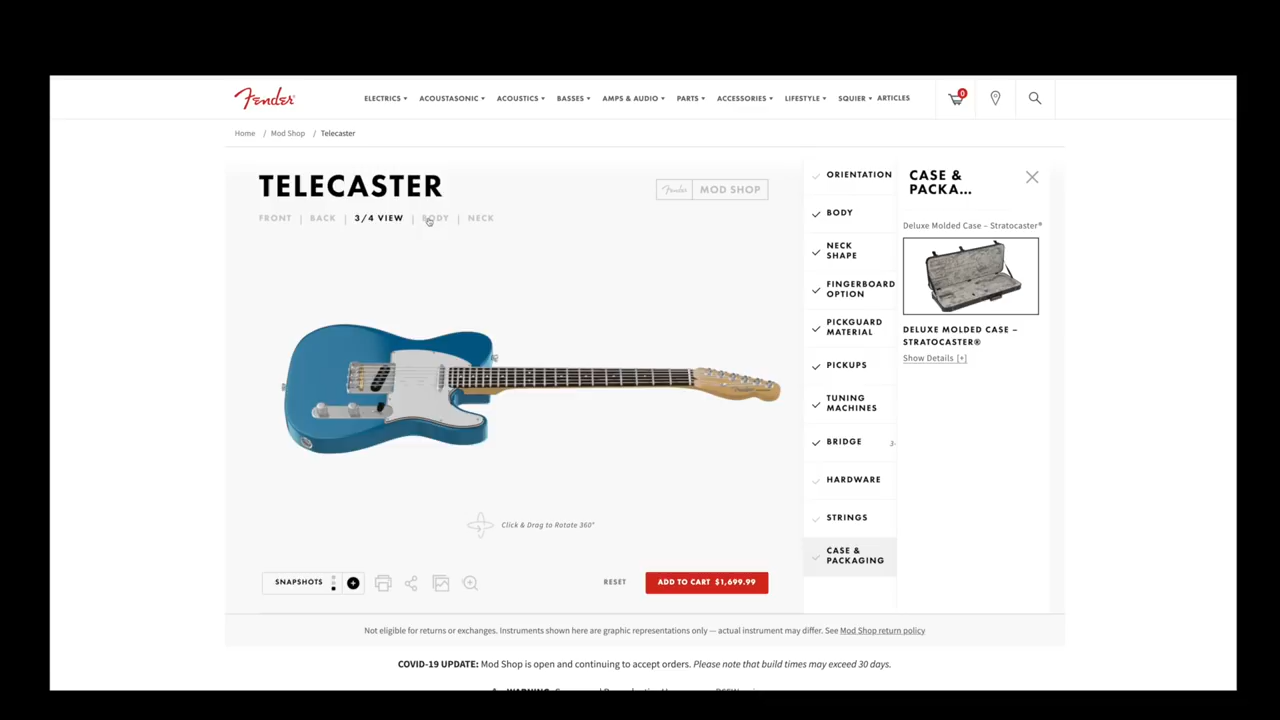 Fender
ELECTRICS
ACOUSTASONIC
ACOUSTICS
BASSES
AMPS & AUDIO
PARTS
ACCESSORIES
LIFESTYLE
SQUIER
ARTICLES
0
Home / Mod Shop / Telecaster
TELECASTER
Fender MOD SHOP
FRONT | BACK | 3/4 VIEW | BODY | NECK
Click & Drag to Rotate 360°
SNAPSHOTS
RESET
ADD TO CART $1,699.99
ORIENTATION
BODY
NECK
SHAPE
FINGERBOARD
OPTION
PICKGUARD
MATERIAL
PICKUPS
TUNING
MACHINES
BRIDGE
HARDWARE
STRINGS
CASE &
PACKAGING
CASE &
PACKA...
Deluxe Molded Case - Stratocaster®
DELUXE MOLDED CASE –
STRATOCASTER®
Show Details [+]
Not eligible for returns or exchanges. Instruments shown here are graphic representations only — actual instrument may differ. See Mod Shop return policy
COVID-19 UPDATE: Mod Shop is open and continuing to accept orders. Please note that build times may exceed 30 days.